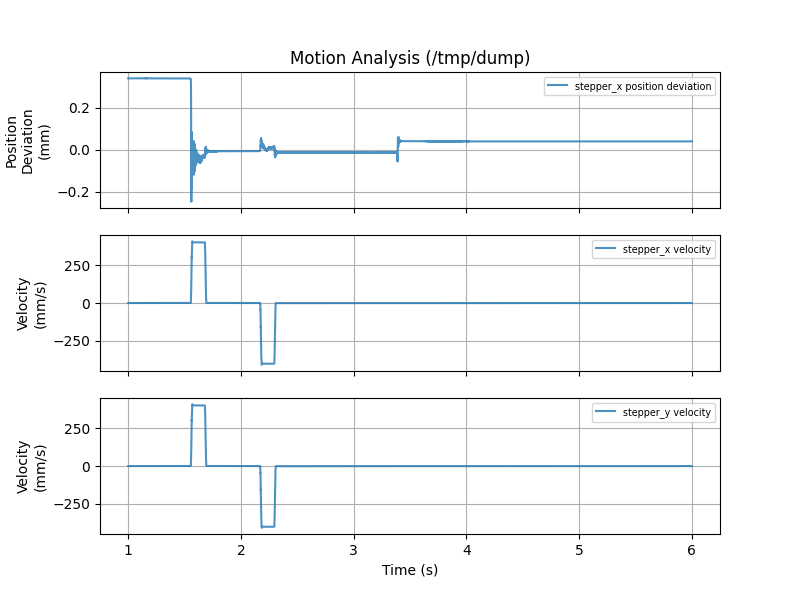 Motion Analysis (/tmp/dump)
Position
Deviation
(mm)
0.2
0.0
−0.2
stepper_x position deviation
Velocity
(mm/s)
250
0
−250
stepper_x velocity
Velocity
(mm/s)
250
0
−250
stepper_y velocity
1 2 3 4 5 6
Time (s)